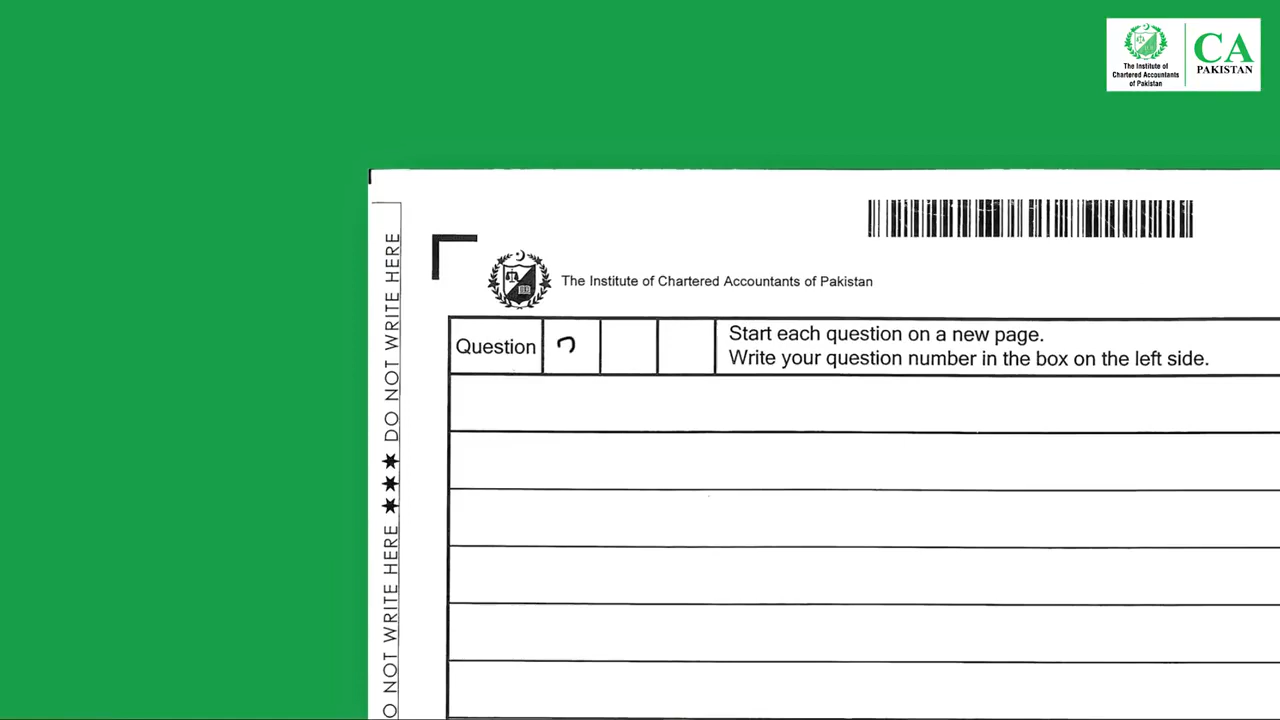 The Institute of
Chartered Accountants
of Pakistan
CA
PAKISTAN
The Institute of Chartered Accountants of Pakistan
Question
Start each question on a new page.
Write your question number in the box on the left side.
O NOT WRITE HERE ★★★ DO NOT WRITE HERE